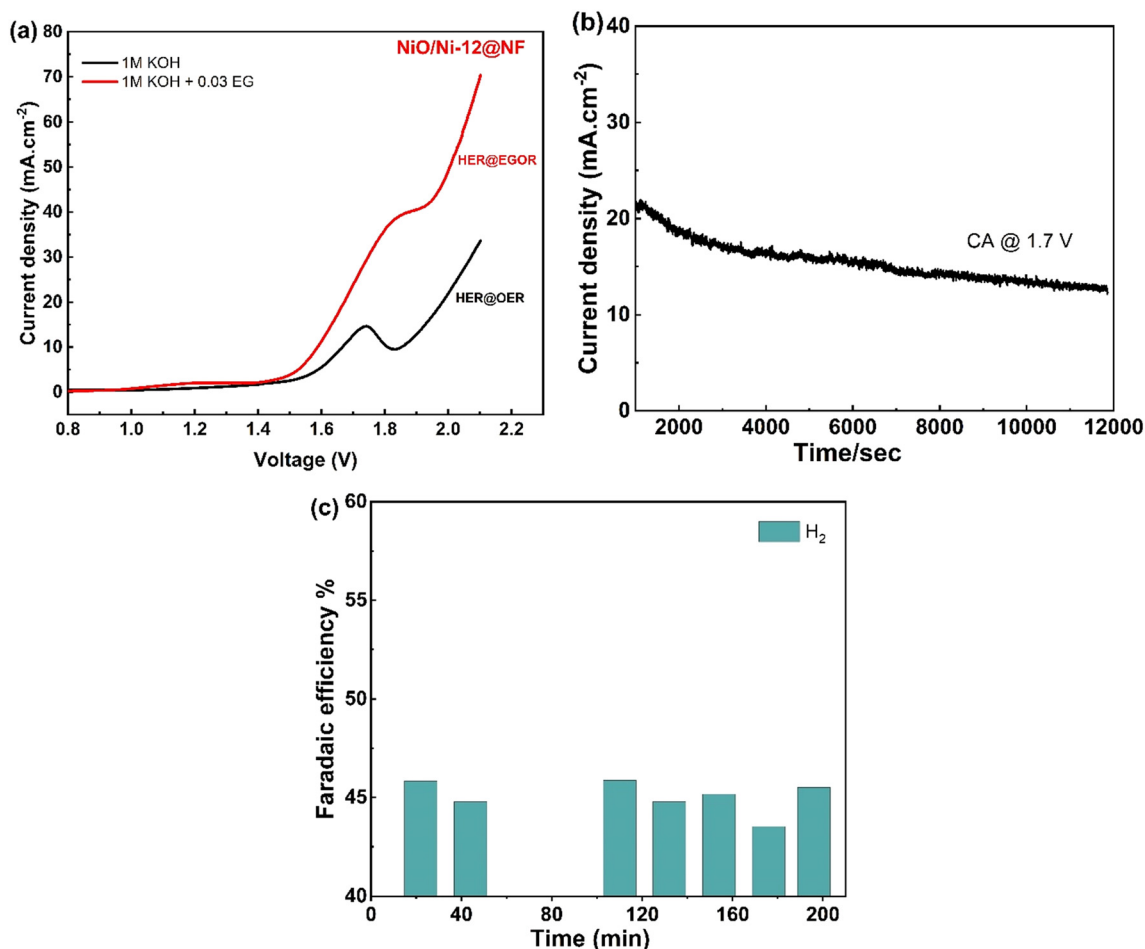 (a)
80
70
60
50
40
30
20
10
0
Current density (mA.cm⁻²)
1M KOH
1M KOH + 0.03 EG
NiO/Ni-12@NF
HER@EGOR
HER@OER
0.8 1.0 1.2 1.4 1.6 1.8 2.0 2.2
Voltage (V)
(b)
40
30
20
10
0
Current density (mA.cm⁻²)
CA @ 1.7 V
2000 4000 6000 8000 10000 12000
Time/sec
(c)
60
55
50
45
40
Faradaic efficiency %
H₂
0 40 80 120 160 200
Time (min)